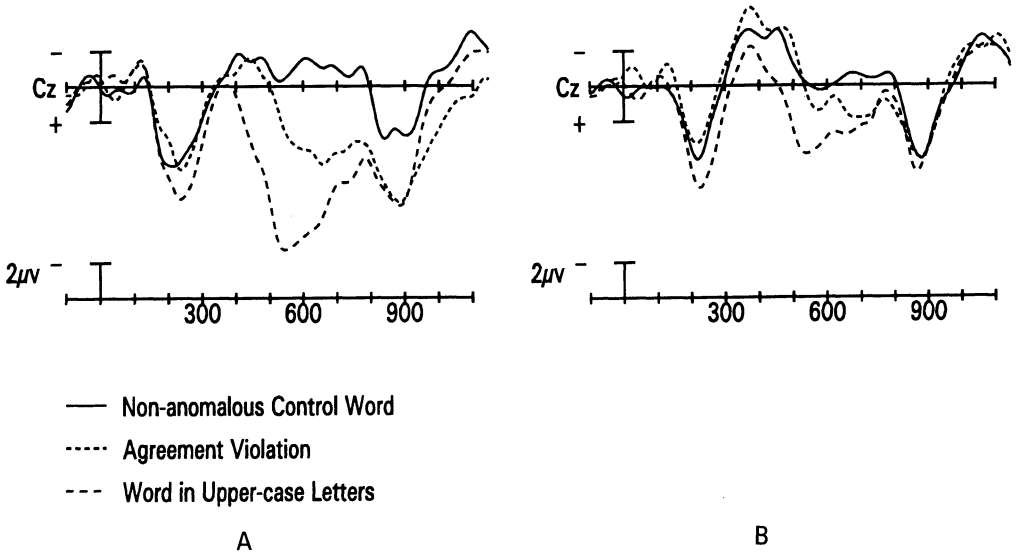 − −
Cz Cz
+ +
2μv − 2μv −
300 600 900 300 600 900
Non-anomalous Control Word
Agreement Violation
Word in Upper-case Letters
A B